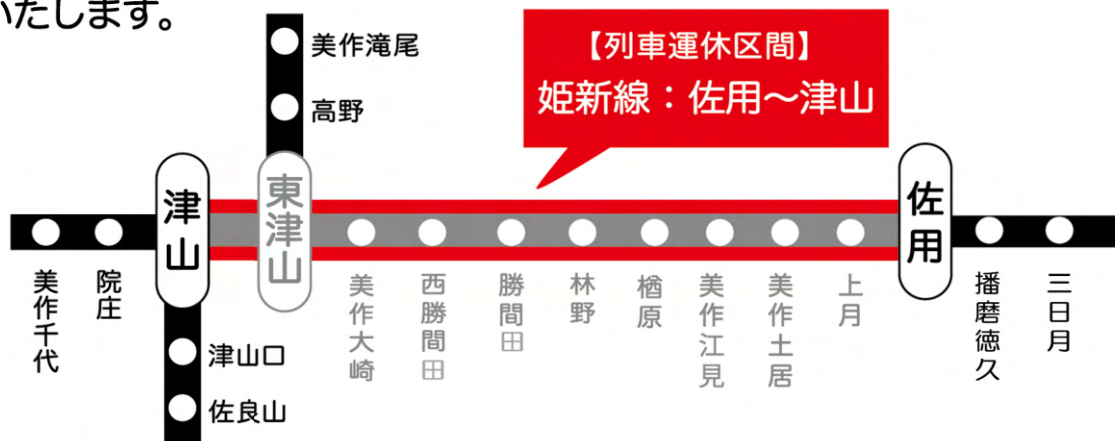 いたします。
美作滝尾
高野
【列車運休区間】
姫新線：佐用～津山
津山
東津山
佐用
美作千代
院庄
美作大崎
西勝間田
勝間田
林野
楢原
美作江見
美作土居
上月
播磨徳久
三日月
津山口
佐良山